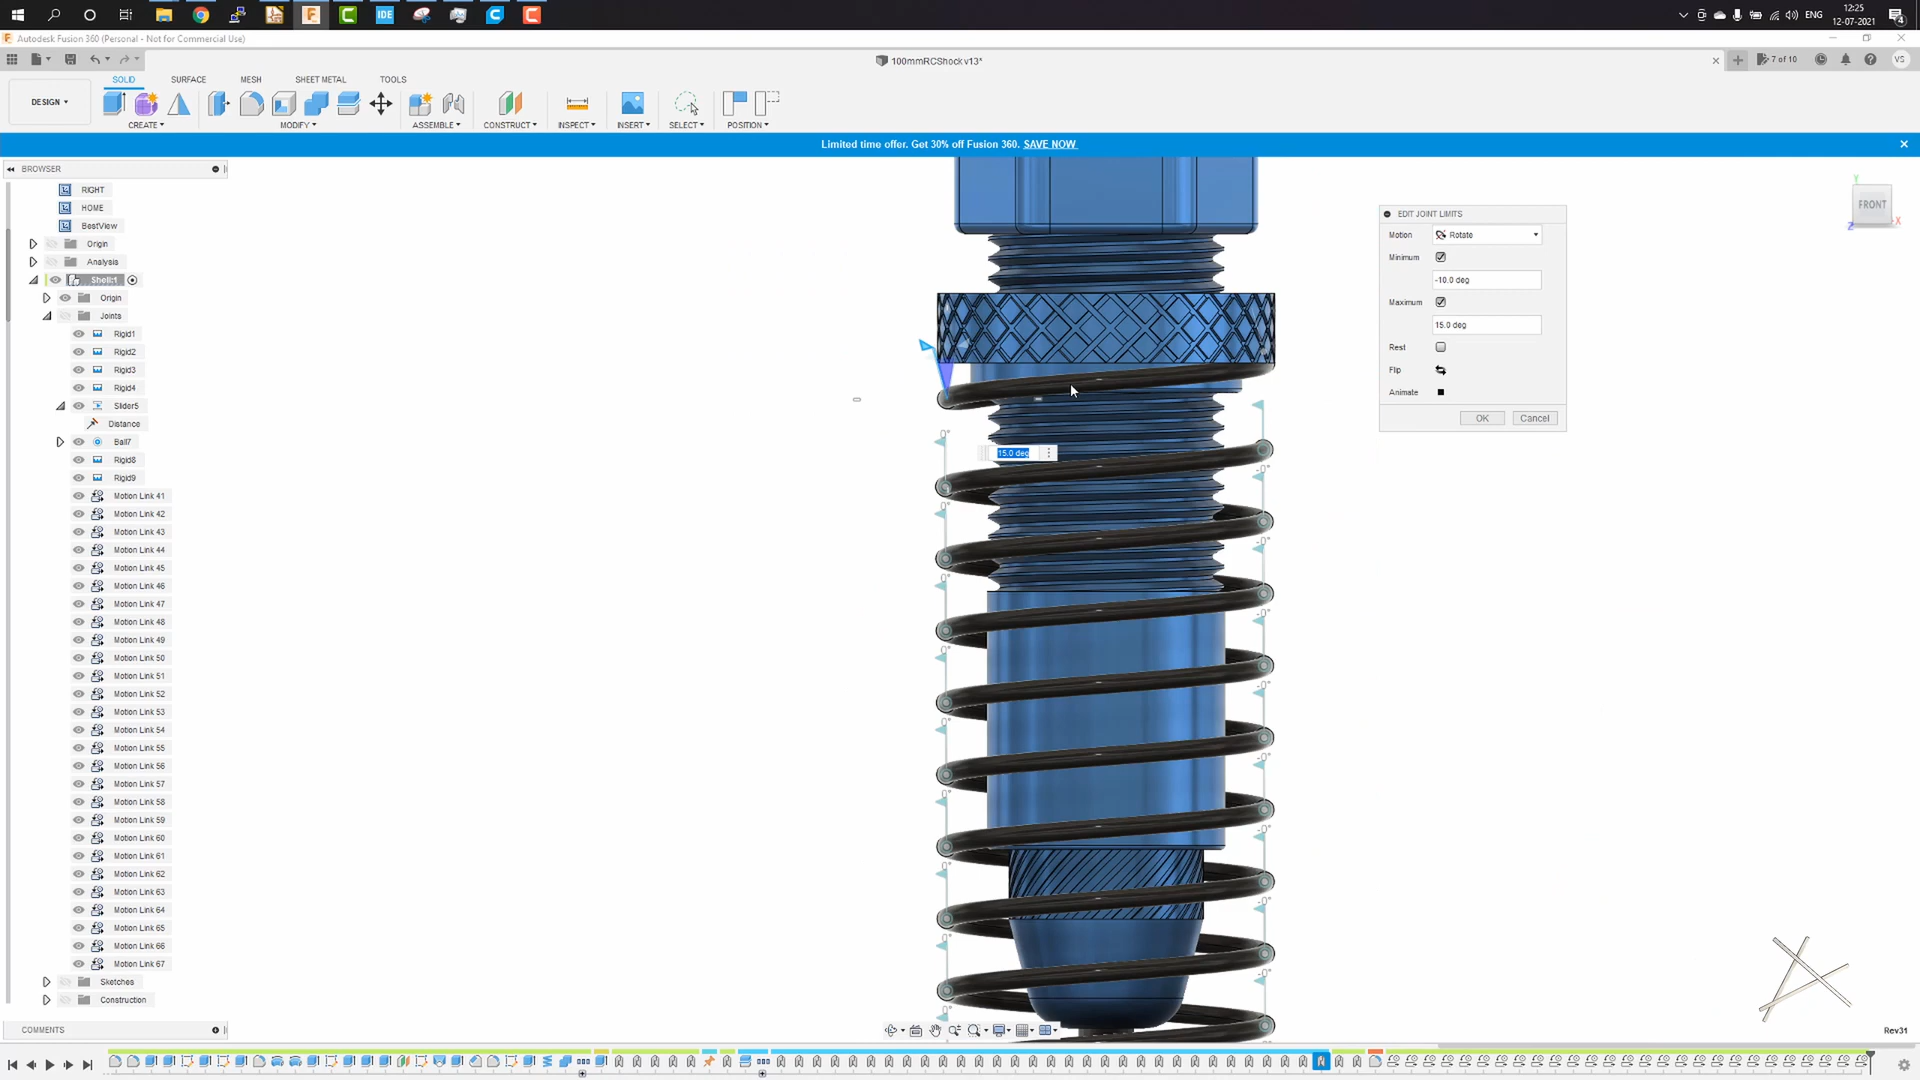 IDE
ENG
12:25
12-07-2021
Autodesk Fusion 360 (Personal - Not for Commercial Use)
100mmRCShock v13*
7 of 10
VS
DESIGN
SOLID
SURFACE
MESH
SHEET METAL
TOOLS
CREATE
MODIFY
ASSEMBLE
CONSTRUCT
INSPECT
INSERT
SELECT
POSITION
Limited time offer. Get 30% off Fusion 360. SAVE NOW
BROWSER
RIGHT
HOME
BestView
Origin
Analysis
Shell:1
Origin
Joints
Rigid1
Rigid2
Rigid3
Rigid4
Slider5
Distance
Ball7
Rigid8
Rigid9
Motion Link 41
Motion Link 42
Motion Link 43
Motion Link 44
Motion Link 45
Motion Link 46
Motion Link 47
Motion Link 48
Motion Link 49
Motion Link 50
Motion Link 51
Motion Link 52
Motion Link 53
Motion Link 54
Motion Link 55
Motion Link 56
Motion Link 57
Motion Link 58
Motion Link 59
Motion Link 60
Motion Link 61
Motion Link 62
Motion Link 63
Motion Link 64
Motion Link 65
Motion Link 66
Motion Link 67
Sketches
Construction
COMMENTS
15.0 deg
EDIT JOINT LIMITS
Motion Rotate
Minimum
-10.0 deg
Maximum
15.0 deg
Rest
Flip
Animate
OK Cancel
Y
FRONT
X
Z
Rev31